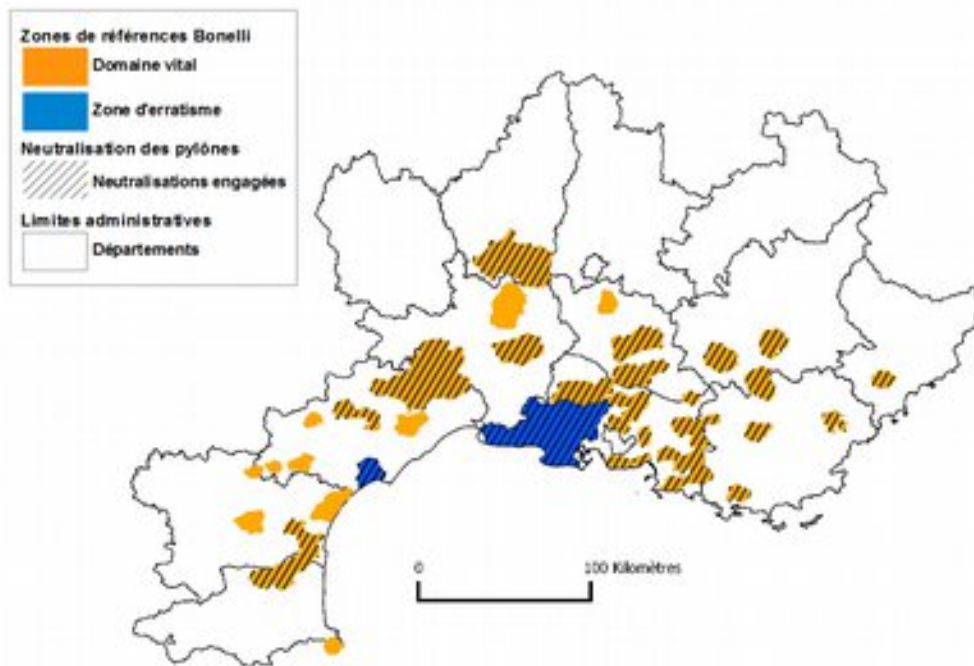 Zones de références Bonelli
Domaine vital
Zone d'erratisme
Neutralisation des pylônes
Neutralisations engagées
Limites administratives
Départements
0 100 Kilomètres